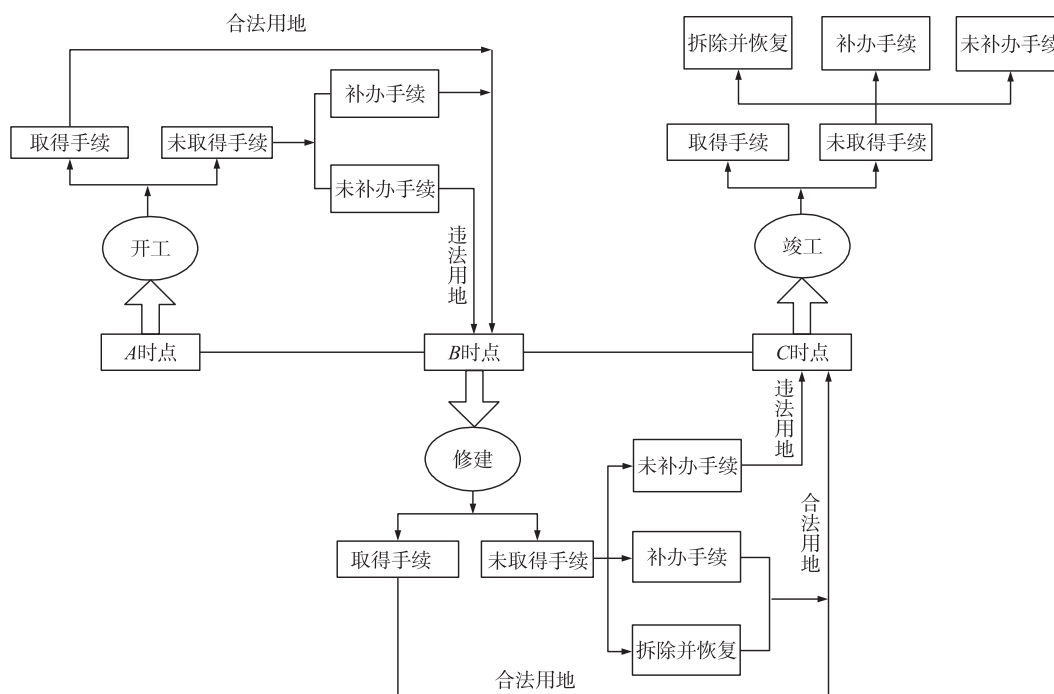 合法用地
拆除并恢复
补办手续
未补办手续
补办手续
取得手续
未取得手续
取得手续
未取得手续
未补办手续
开工
违法用地
竣工
A时点
B时点
C时点
修建
违法用地
未补办手续
合法用地
取得手续
未取得手续
补办手续
拆除并恢复
合法用地